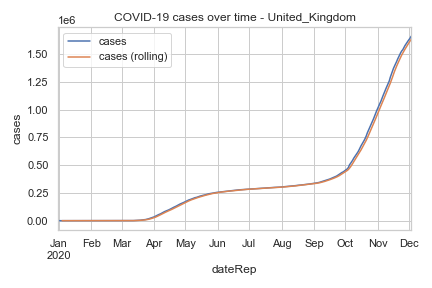 COVID-19 cases over time - United_Kingdom
1e6
cases
cases (rolling)
1.50
1.25
1.00
0.75
0.50
0.25
0.00
cases
Jan Feb Mar Apr May Jun Jul Aug Sep Oct Nov Dec
2020
dateRep